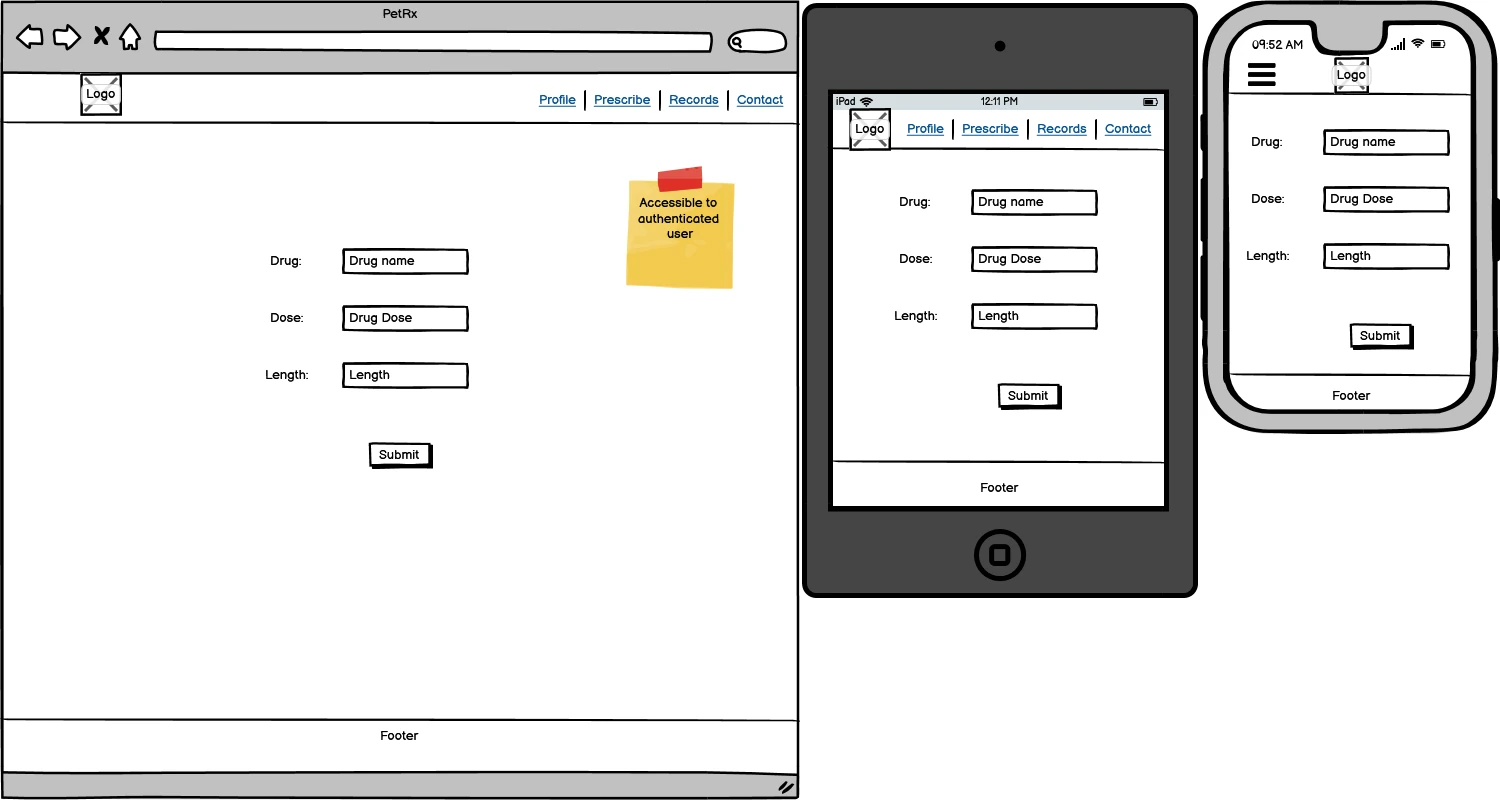 PetRx
Logo
Profile Prescribe Records Contact
Accessible to
authenticated
user
Drug: Drug name
Dose: Drug Dose
Length: Length
Submit
Footer
iPad 12:11 PM
Logo Profile Prescribe Records Contact
Drug: Drug name
Dose: Drug Dose
Length: Length
Submit
Footer
09:52 AM
Logo
Drug: Drug name
Dose: Drug Dose
Length: Length
Submit
Footer